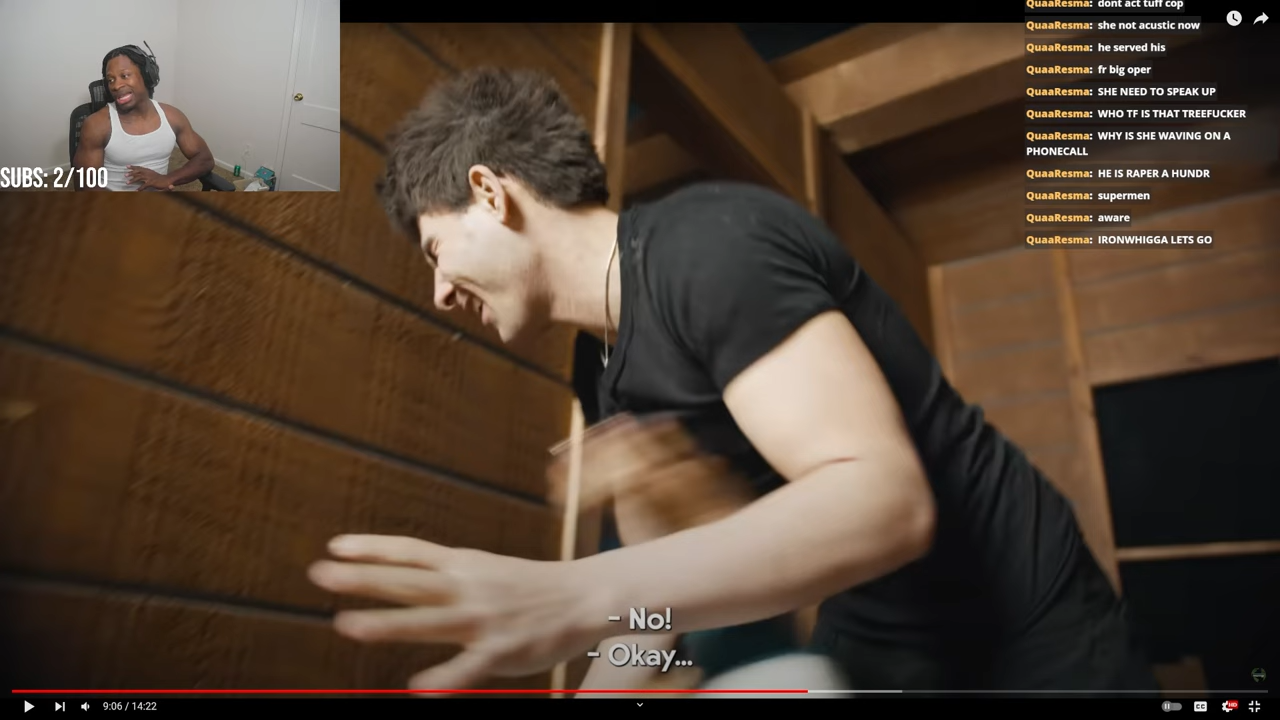 QuaaResma: dont act tuff cop
QuaaResma: she not acustic now
QuaaResma: he served his
QuaaResma: fr big oper
QuaaResma: SHE NEED TO SPEAK UP
QuaaResma: WHO TF IS THAT TREEFUCKER
QuaaResma: WHY IS SHE WAVING ON A
PHONECALL
QuaaResma: HE IS RAPER A HUNDR
QuaaResma: supermen
QuaaResma: aware
QuaaResma: IRONWHIGGA LETS GO
SUBS: 2/100
- No!
- Okay...
9:06 / 14:22
CC
HD